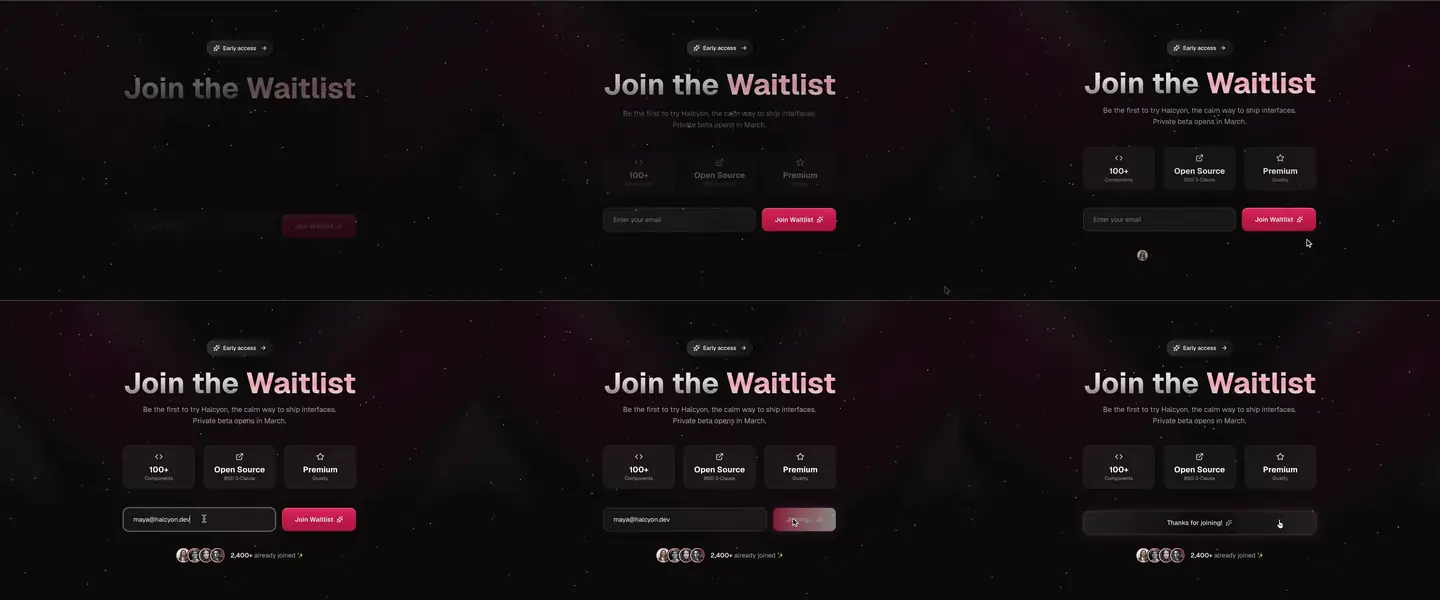 Early access →
Join the Waitlist
Join Waitlist
Early access →
Join the Waitlist
Be the first to try Halcyon, the calm way to ship interfaces.
Private beta opens in March.
100+
Open Source
Premium
Enter your email
Join Waitlist
Early access →
Join the Waitlist
Be the first to try Halcyon, the calm way to ship interfaces.
Private beta opens in March.
100+
Components
Open Source
BSD 3-Clause
Premium
Quality
Enter your email
Join Waitlist
Early access →
Join the Waitlist
Be the first to try Halcyon, the calm way to ship interfaces.
Private beta opens in March.
100+
Components
Open Source
BSD 3-Clause
Premium
Quality
maya@halcyon.dev
Join Waitlist
2,400+ already joined ✨
Early access →
Join the Waitlist
Be the first to try Halcyon, the calm way to ship interfaces.
Private beta opens in March.
100+
Components
Open Source
BSD 3-Clause
Premium
Quality
maya@halcyon.dev
2,400+ already joined ✨
Early access →
Join the Waitlist
Be the first to try Halcyon, the calm way to ship interfaces.
Private beta opens in March.
100+
Components
Open Source
BSD 3-Clause
Premium
Quality
Thanks for joining!
2,400+ already joined ✨